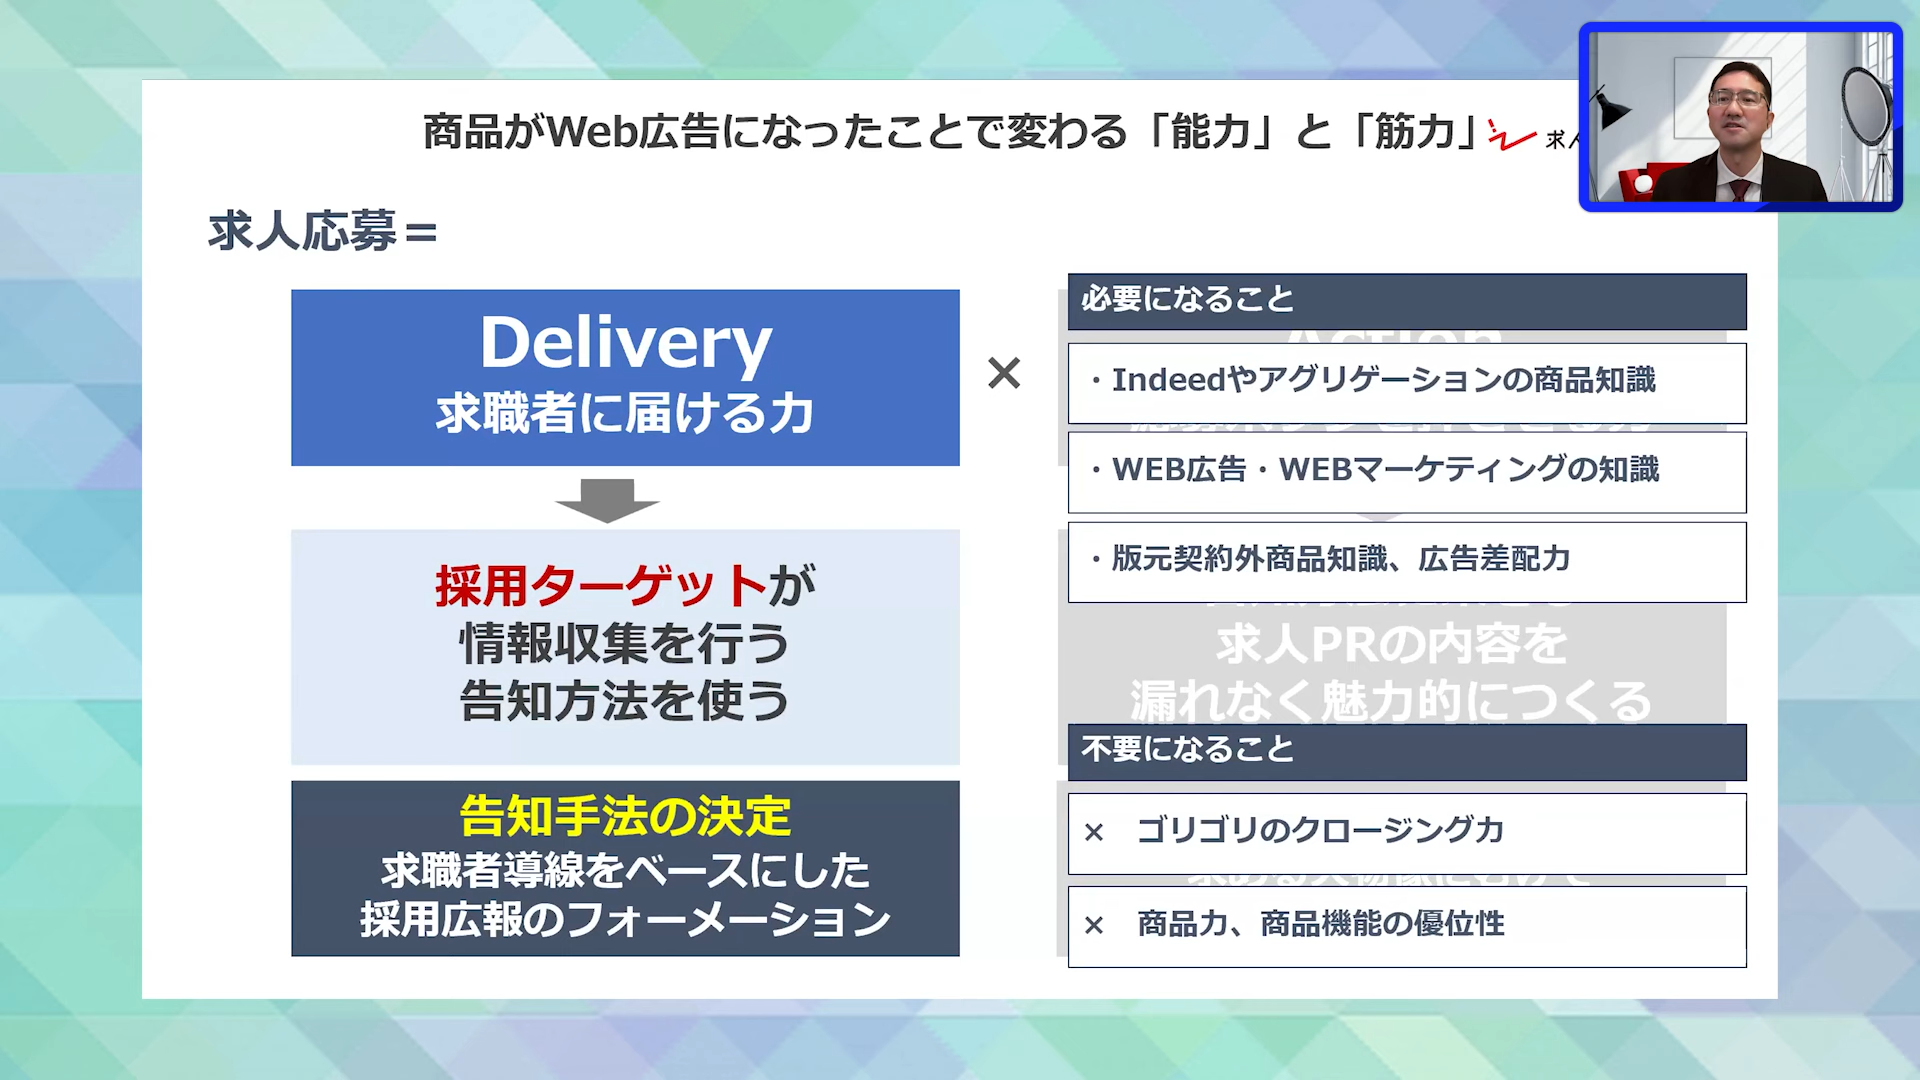 商品がWeb広告になったことで変わる「能力」と「筋力」
求人応募＝
Delivery
求職者に届ける力
×
採用ターゲットが
情報収集を行う
告知方法を使う
告知手法の決定
求職者導線をベースにした
採用広報のフォーメーション
必要になること
・Indeedやアグリゲーションの商品知識
・WEB広告・WEBマーケティングの知識
・版元契約外商品知識、広告差配力
求人PRの内容を
漏れなく魅力的につくる
不要になること
×　ゴリゴリのクロージング力
×　商品力、商品機能の優位性